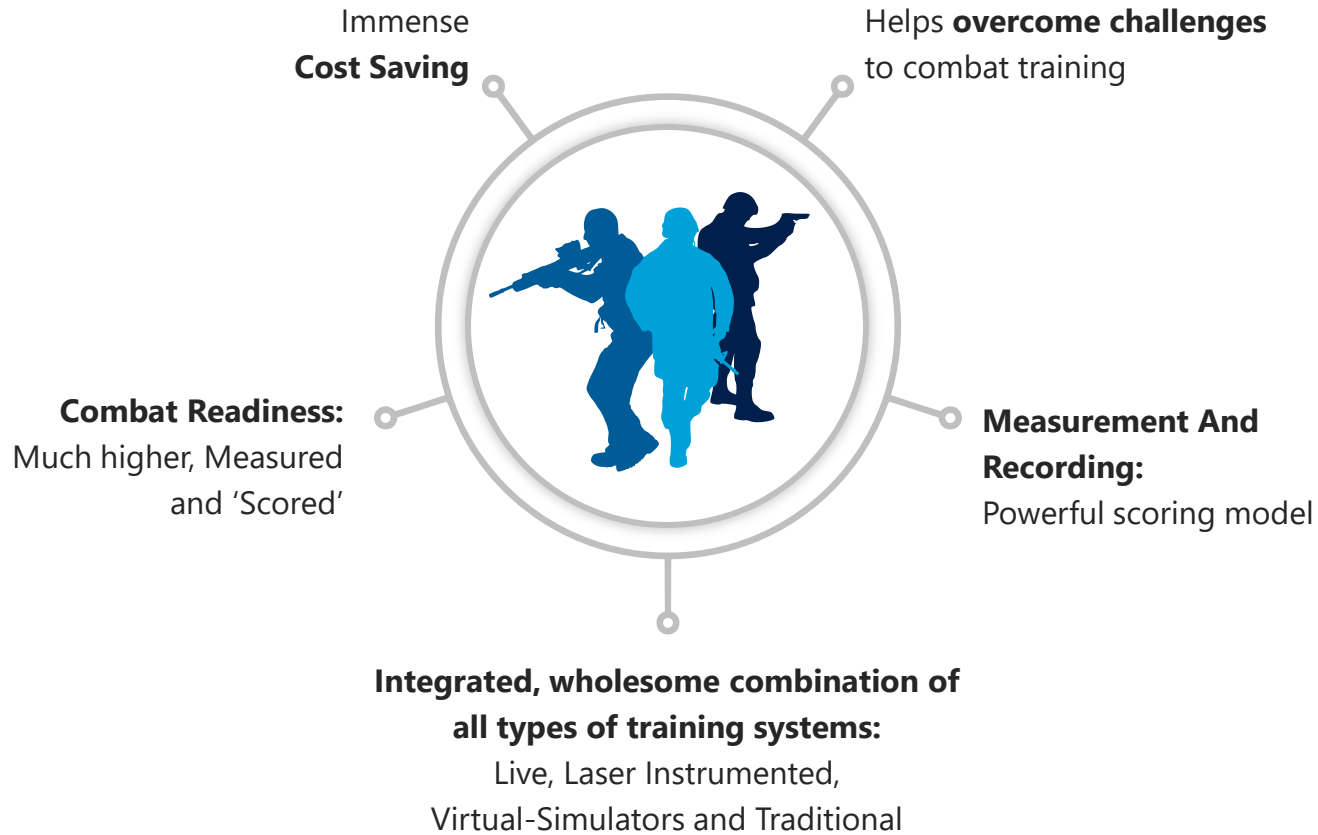 Immense
Cost Saving
Helps overcome challenges
to combat training
Combat Readiness:
Much higher, Measured
and ‘Scored’
Measurement And
Recording:
Powerful scoring model
Integrated, wholesome combination of
all types of training systems:
Live, Laser Instrumented,
Virtual-Simulators and Traditional